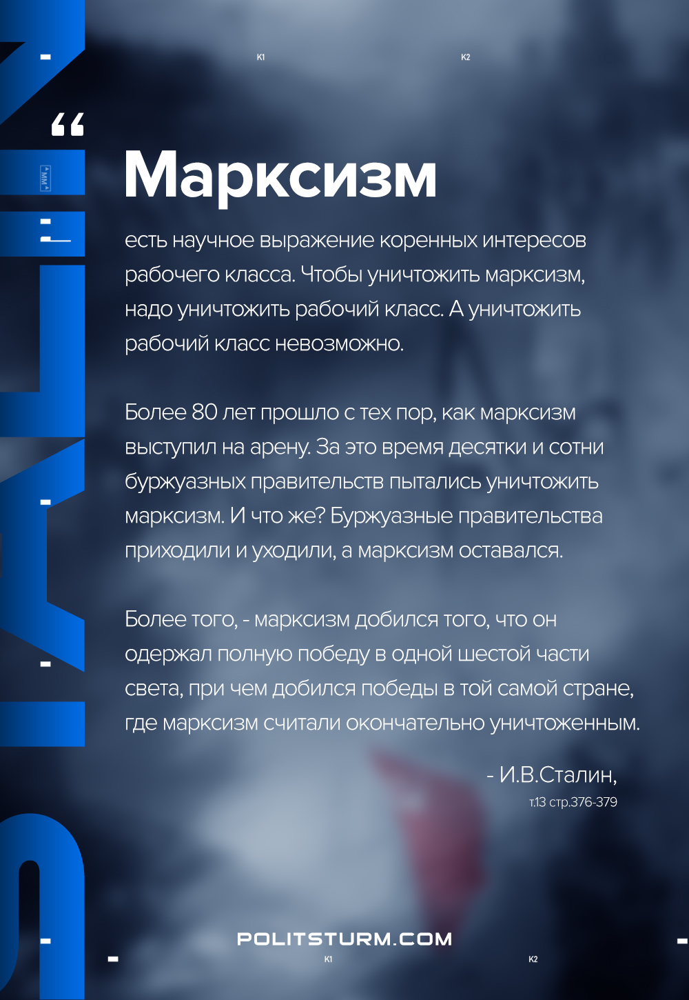 K1 K2
“
Марксизм
есть научное выражение коренных интересов
рабочего класса. Чтобы уничтожить марксизм,
надо уничтожить рабочий класс. А уничтожить
рабочий класс невозможно.
Более 80 лет прошло с тех пор, как марксизм
выступил на арену. За это время десятки и сотни
буржуазных правительств пытались уничтожить
марксизм. И что же? Буржуазные правительства
приходили и уходили, а марксизм оставался.
Более того, - марксизм добился того, что он
одержал полную победу в одной шестой части
света, при чем добился победы в той самой стране,
где марксизм считали окончательно уничтоженным.
- И.В.Сталин,
т.13 стр.376-379
POLITSTURM.COM
K1 K2
STALIN
MM